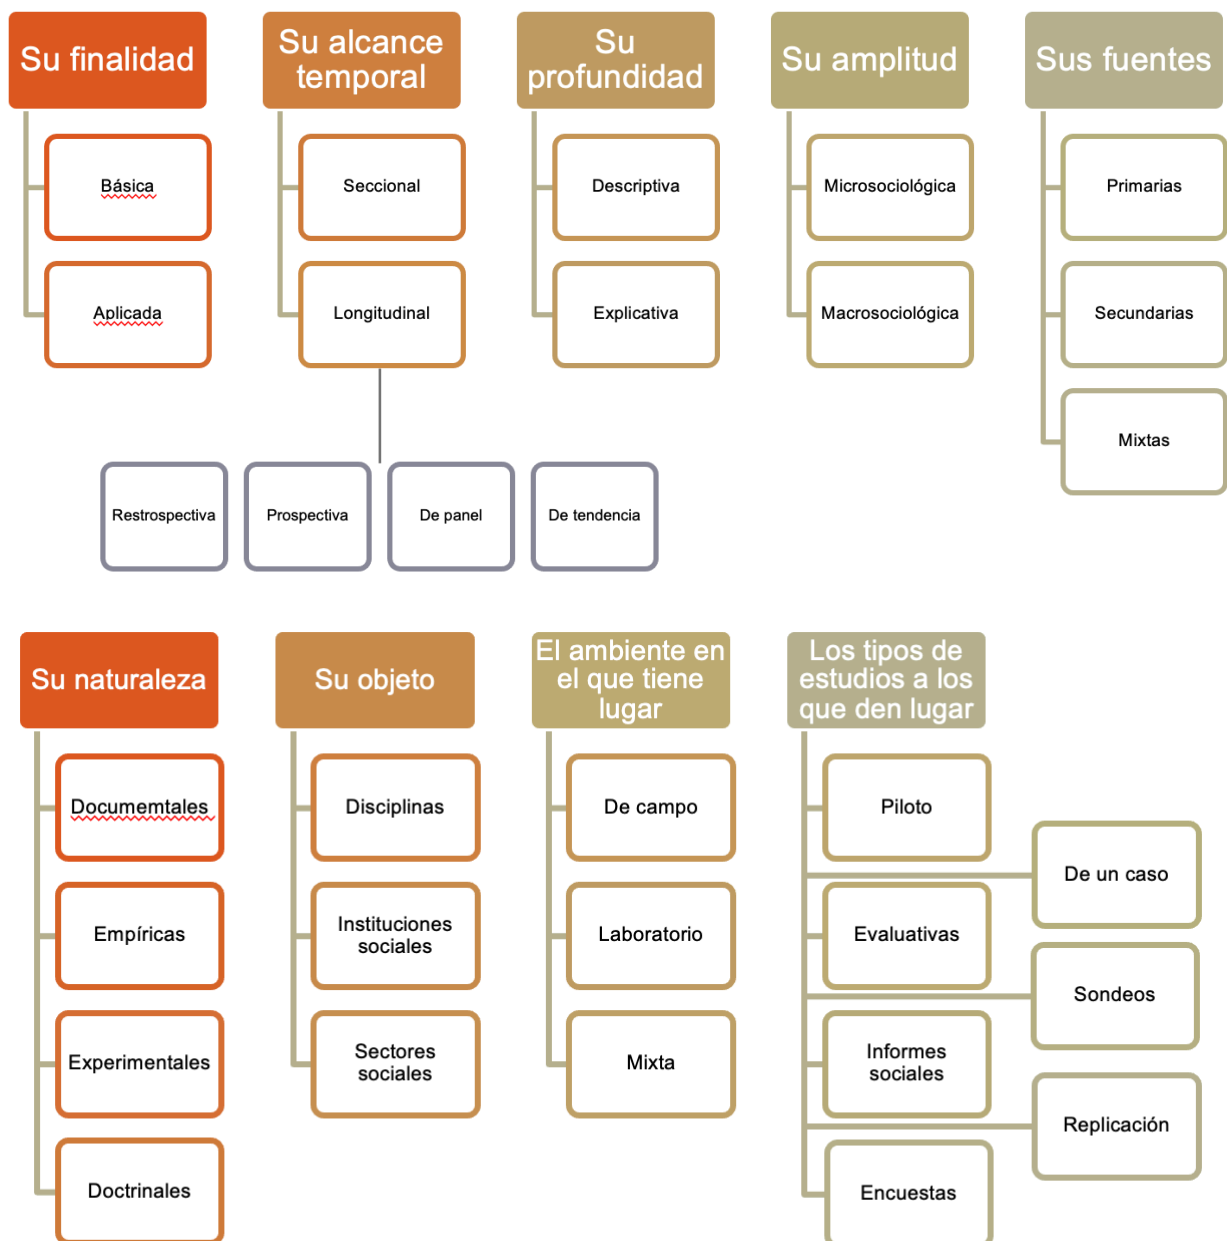 Su finalidad
Básica
Aplicada
Su alcance
temporal
Seccional
Longitudinal
Restrospectiva
Prospectiva
De panel
De tendencia
Su
profundidad
Descriptiva
Explicativa
Su amplitud
Microsociológica
Macrosociológica
Sus fuentes
Primarias
Secundarias
Mixtas
Su naturaleza
Documemtales
Empíricas
Experimentales
Doctrinales
Su objeto
Disciplinas
Instituciones
sociales
Sectores
sociales
El ambiente en
el que tiene
lugar
De campo
Laboratorio
Mixta
Los tipos de
estudios a los
que den lugar
Piloto
De un caso
Evaluativas
Sondeos
Informes
sociales
Replicación
Encuestas